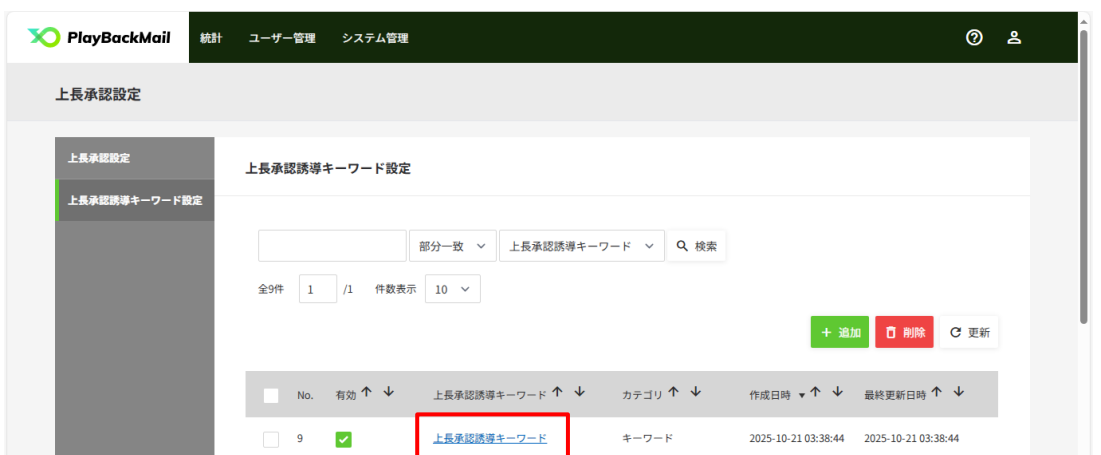 PlayBackMail 統計 ユーザー管理 システム管理
上長承認設定
上長承認設定
上長承認誘導キーワード設定
上長承認誘導キーワード設定
部分一致 上長承認誘導キーワード 検索
全9件 1 /1 件数表示 10
+ 追加 削除 更新
No. 有効 ↑ ↓ 上長承認誘導キーワード ↑ ↓ カテゴリ ↑ ↓ 作成日時 ▼ ↑ ↓ 最終更新日時 ↑ ↓
9 上長承認誘導キーワード キーワード 2025-10-21 03:38:44 2025-10-21 03:38:44